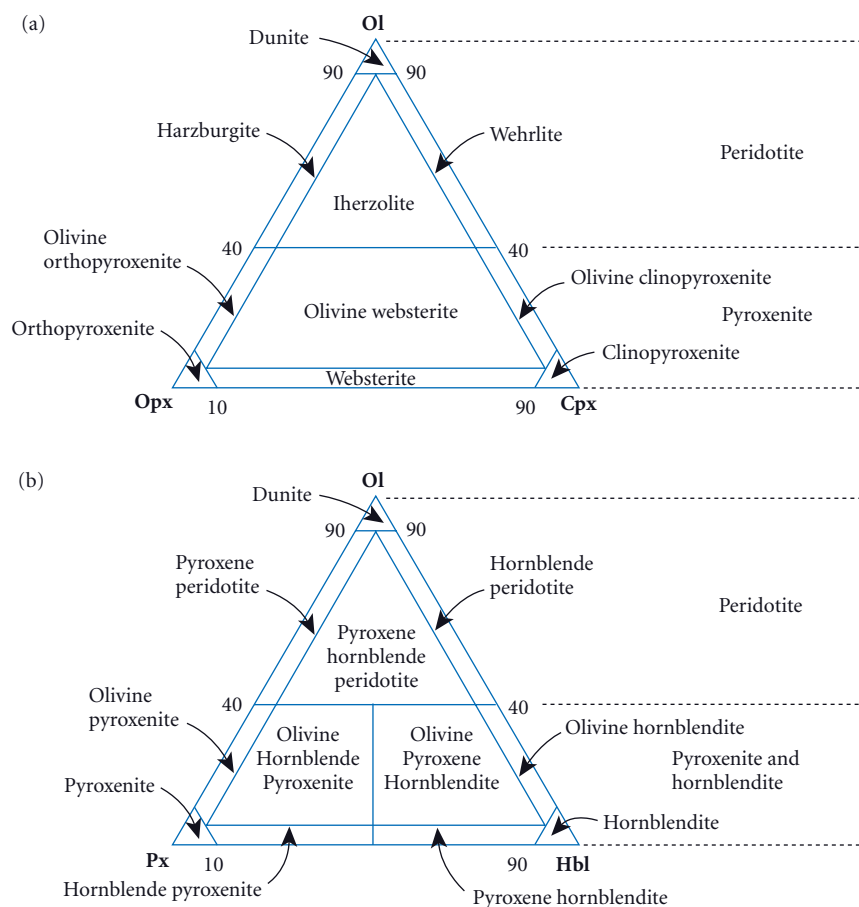 (a)
Ol
Dunite
90
90
Harzburgite
Wehrlite
Peridotite
Iherzolite
Olivine
orthopyroxenite
40
40
Olivine clinopyroxenite
Olivine websterite
Pyroxenite
Orthopyroxenite
Clinopyroxenite
Websterite
Opx
10
90
Cpx
(b)
Ol
Dunite
90
90
Pyroxene
peridotite
Hornblende
peridotite
Peridotite
Pyroxene
hornblende
peridotite
Olivine
pyroxenite
40
40
Olivine
Hornblende
Pyroxenite
Olivine
Pyroxene
Hornblendite
Olivine hornblendite
Pyroxenite and
hornblendite
Pyroxenite
Hornblendite
Px
10
90
Hbl
Hornblende pyroxenite
Pyroxene hornblendite